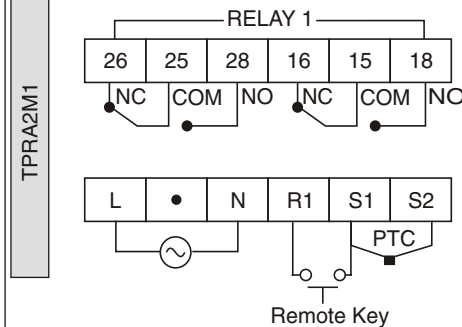 RELAY 1
26 25 28 16 15 18
NC COM NO NC COM NO
TPRA2M1
L • N R1 S1 S2
PTC
Remote Key